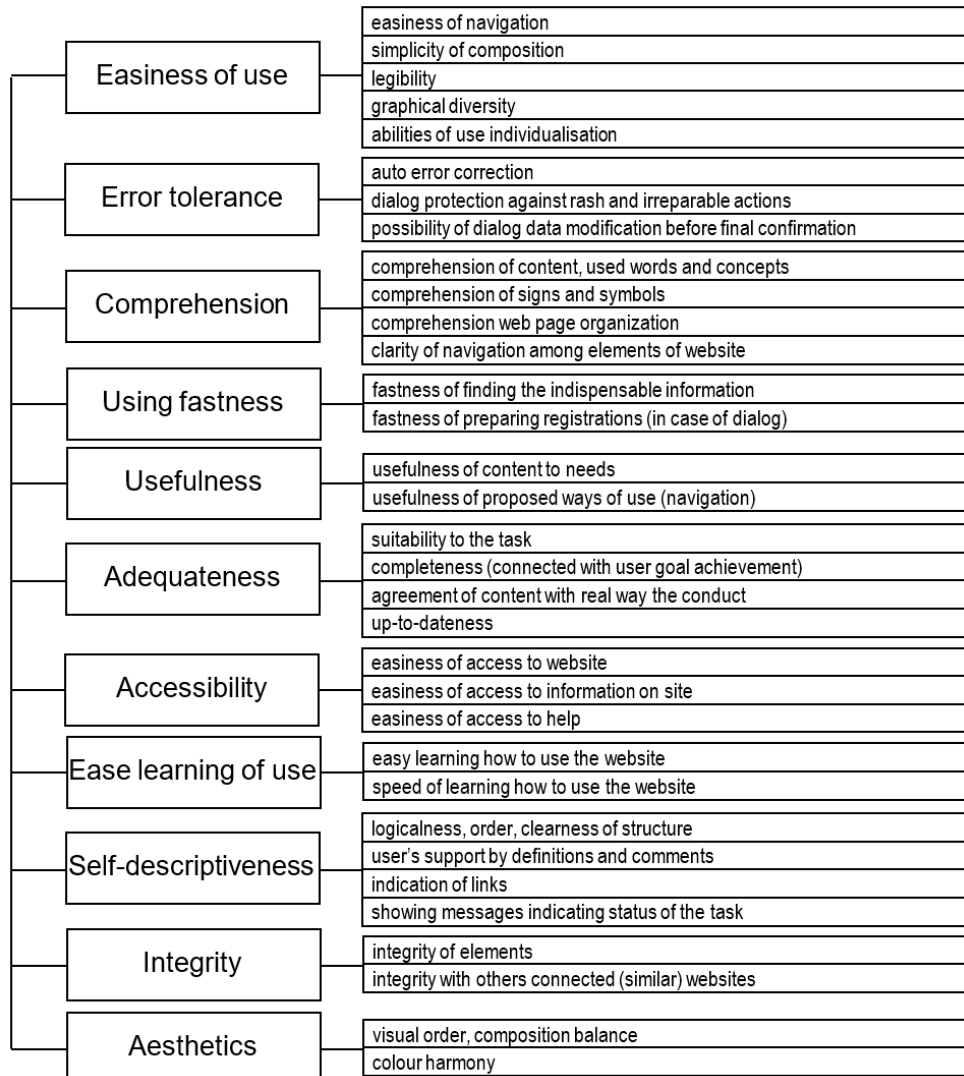 Easiness of use
easiness of navigation
simplicity of composition
legibility
graphical diversity
abilities of use individualisation
Error tolerance
auto error correction
dialog protection against rash and irreparable actions
possibility of dialog data modification before final confirmation
Comprehension
comprehension of content, used words and concepts
comprehension of signs and symbols
comprehension web page organization
clarity of navigation among elements of website
Using fastness
fastness of finding the indispensable information
fastness of preparing registrations (in case of dialog)
Usefulness
usefulness of content to needs
usefulness of proposed ways of use (navigation)
Adequateness
suitability to the task
completeness (connected with user goal achievement)
agreement of content with real way the conduct
up-to-dateness
Accessibility
easiness of access to website
easiness of access to information on site
easiness of access to help
Ease learning of use
easy learning how to use the website
speed of learning how to use the website
Self-descriptiveness
logicalness, order, clearness of structure
user’s support by definitions and comments
indication of links
showing messages indicating status of the task
Integrity
integrity of elements
integrity with others connected (similar) websites
Aesthetics
visual order, composition balance
colour harmony